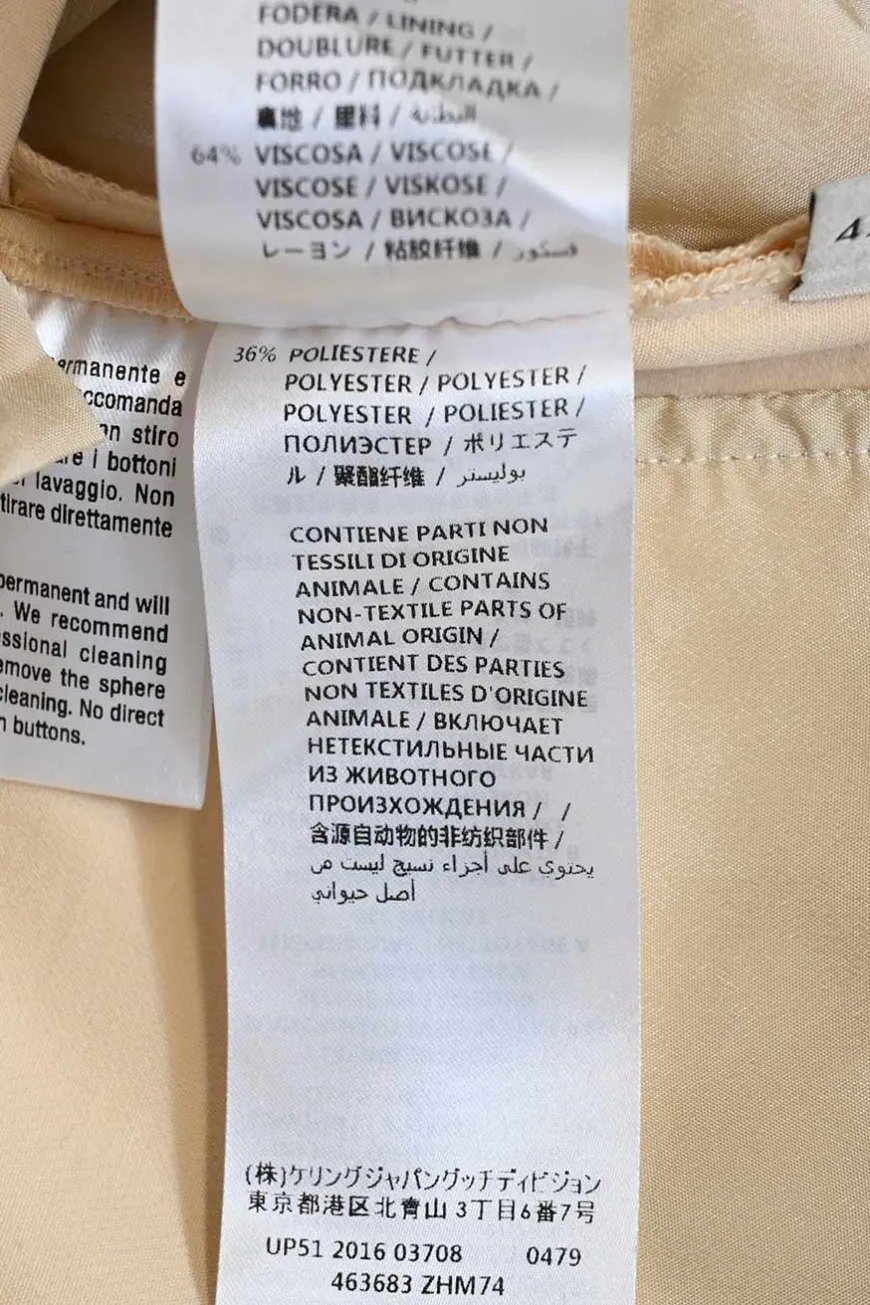 FODERA / LINING /
DOUBLURE / FUTTER /
FORRO / ПОДКЛАДКА /
裏地 / 里料 / البطانة
64% VISCOSA / VISCOSE /
VISCOSE / VISKOSE /
VISCOSA / ВИСКОЗА /
レーヨン / 粘胶纤维 / فسكوز
36% POLIESTERE /
POLYESTER / POLYESTER /
POLYESTER / POLIESTER /
ПОЛИЭСТЕР / ポリエステ
ル / 聚酯纤维 / بوليستر
CONTIENE PARTI NON
TESSILI DI ORIGINE
ANIMALE / CONTAINS
NON-TEXTILE PARTS OF
ANIMAL ORIGIN /
CONTIENT DES PARTIES
NON TEXTILES D'ORIGINE
ANIMALE / ВКЛЮЧАЕТ
НЕТЕКСТИЛЬНЫЕ ЧАСТИ
ИЗ ЖИВОТНОГО
ПРОИЗХОЖДЕНИЯ / /
含源自动物的非纺织部件 /
يحتوي على أجزاء نسيج ليست من
أصل حيواني
(株)ケリングジャパングッチディビジョン
東京都港区北青山 3丁目6番7号
UP51 2016 03708 0479
463683 ZHM74
ermanente e
ccomanda
an stiro
i bottoni
lavaggio. Non
tirare direttamente
permanent and will
. We recommend
ssional cleaning
emove the sphere
cleaning. No direct
n buttons.